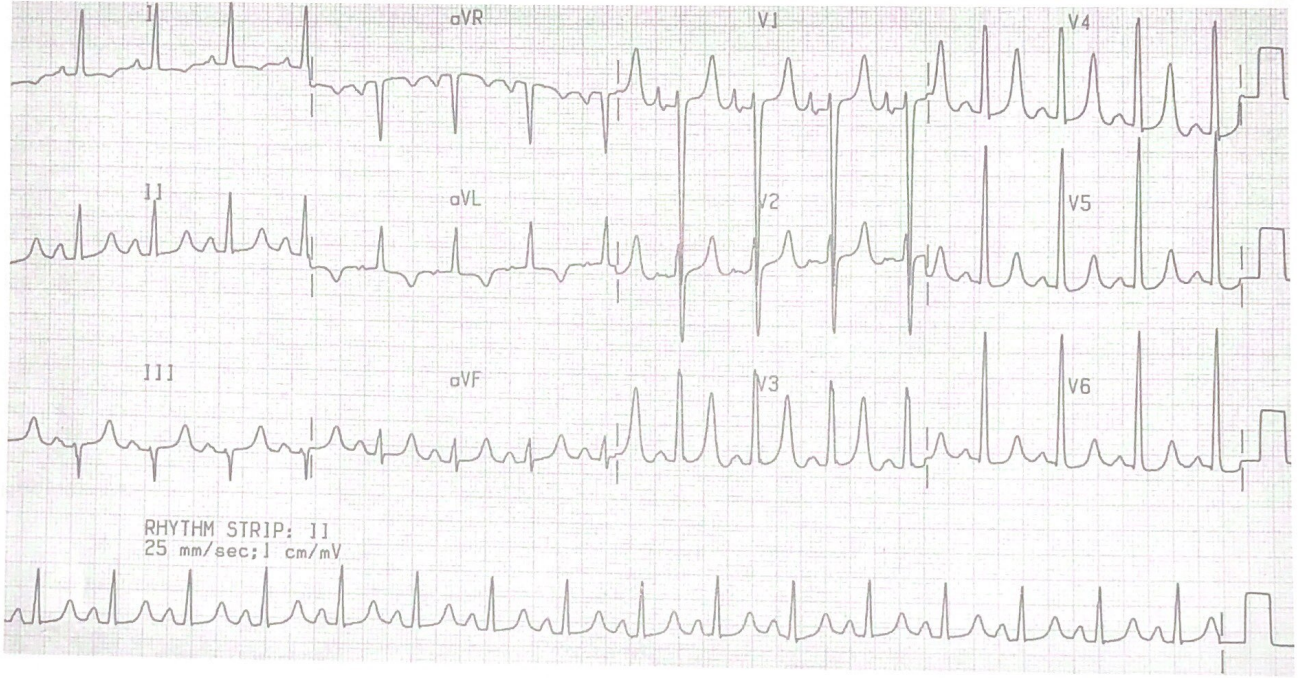 I aVR V1 V4
II aVL V2 V5
III aVF V3 V6
RHYTHM STRIP: II
25 mm/sec;1 cm/mV